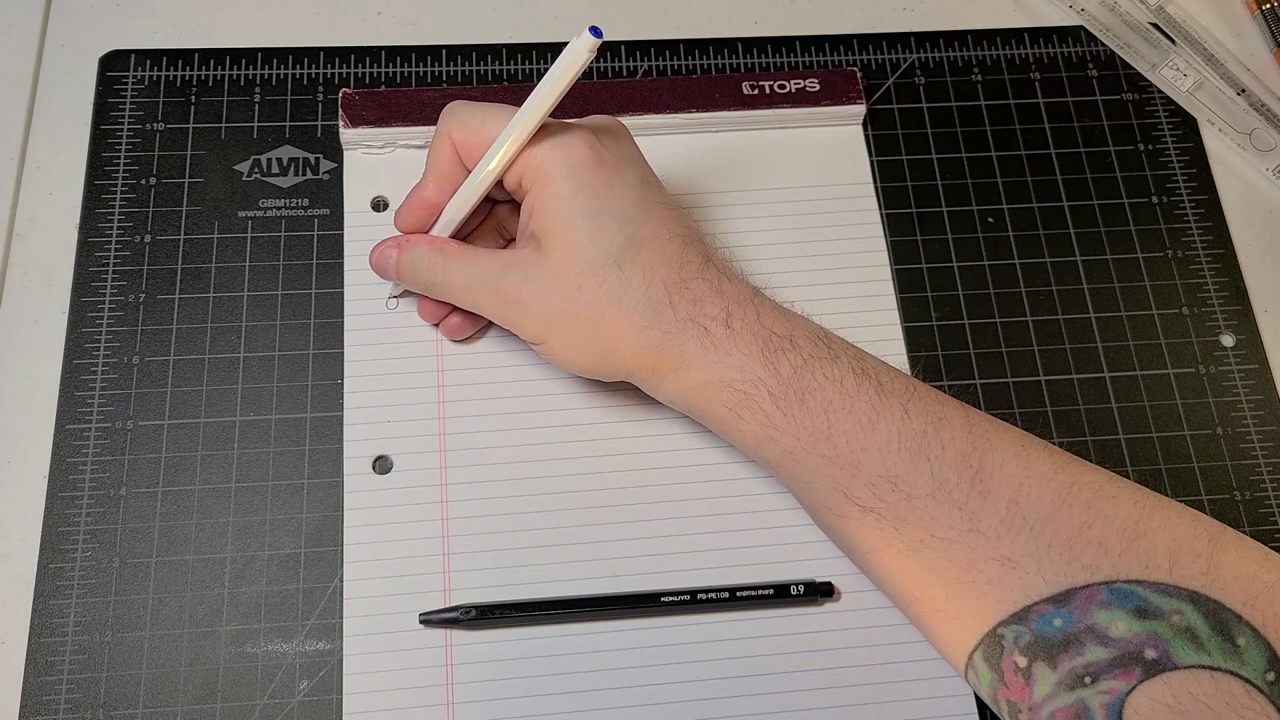 TOPS
ALVIN®
GBM1218
www.alvinco.com
KOKUYO PS-PE109 enpitsu sharp 0.9